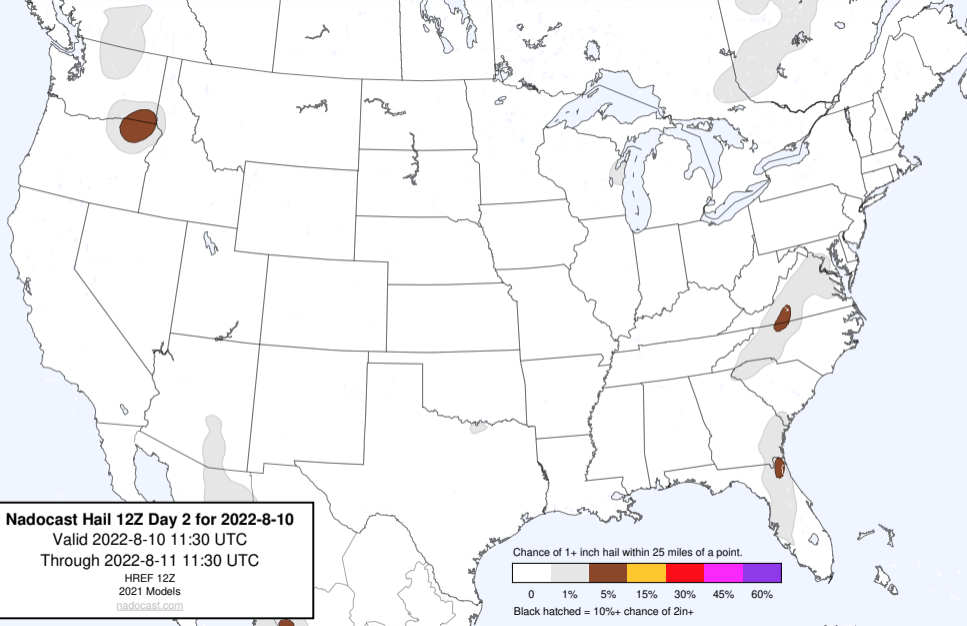 Nadocast Hail 12Z Day 2 for 2022-8-10
Valid 2022-8-10 11:30 UTC
Through 2022-8-11 11:30 UTC
HREF 12Z
2021 Models
nadocast.com
Chance of 1+ inch hail within 25 miles of a point.
0 1% 5% 15% 30% 45% 60%
Black hatched = 10%+ chance of 2in+